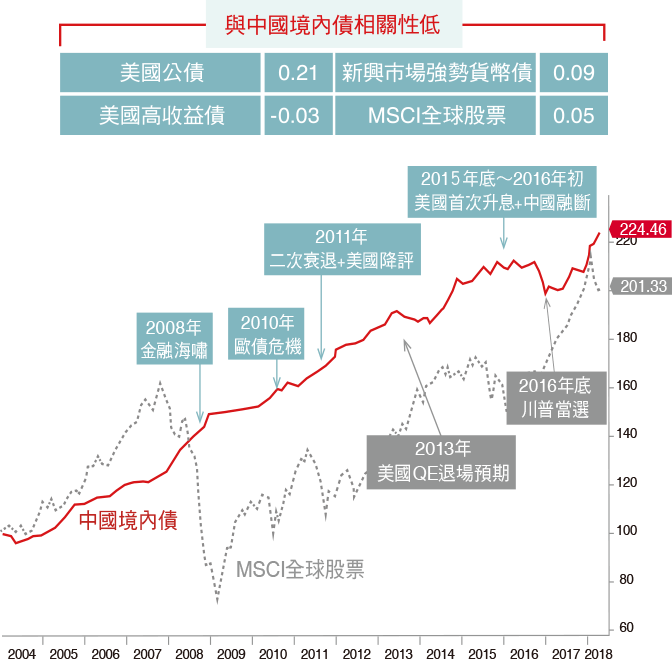 與中國境內債相關性低
美國公債 0.21 新興市場強勢貨幣債 0.09
美國高收益債 -0.03 MSCI全球股票 0.05
2015年底～2016年初
美國首次升息+中國融斷
224.46
220
2011年
二次衰退+美國降評
201.33
2010年
歐債危機
2008年
金融海嘯
180
160
2016年底
川普當選
140
2013年
美國QE退場預期
120
中國境內債
100
MSCI全球股票
80
60
2004 2005 2006 2007 2008 2009 2010 2011 2012 2013 2014 2015 2016 2017 2018